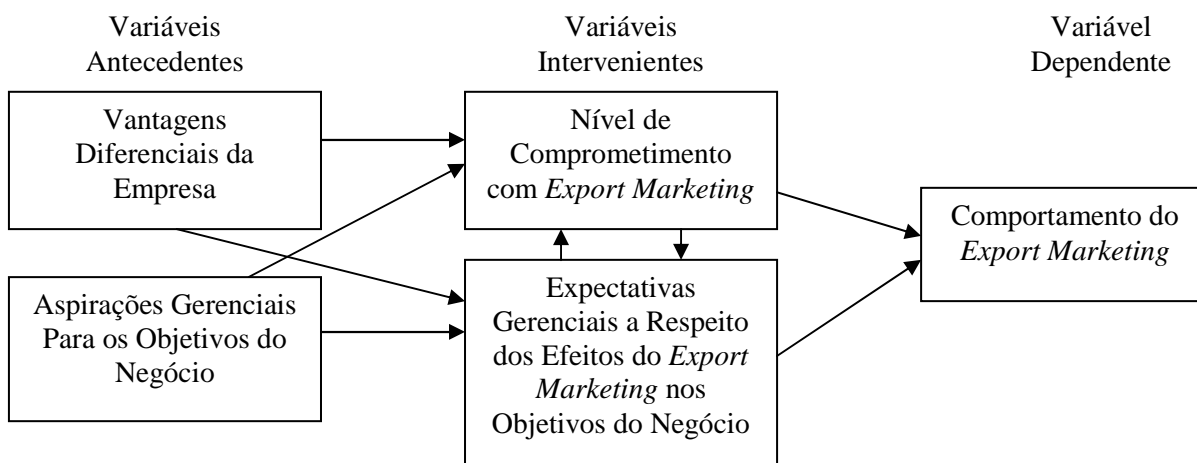 Variáveis
Antecedentes
Variáveis
Intervenientes
Variável
Dependente
Vantagens
Diferenciais da
Empresa
Nível de
Comprometimento
com Export Marketing
Comportamento do
Export Marketing
Aspirações Gerenciais
Para os Objetivos do
Negócio
Expectativas
Gerenciais a Respeito
dos Efeitos do Export
Marketing nos
Objetivos do Negócio